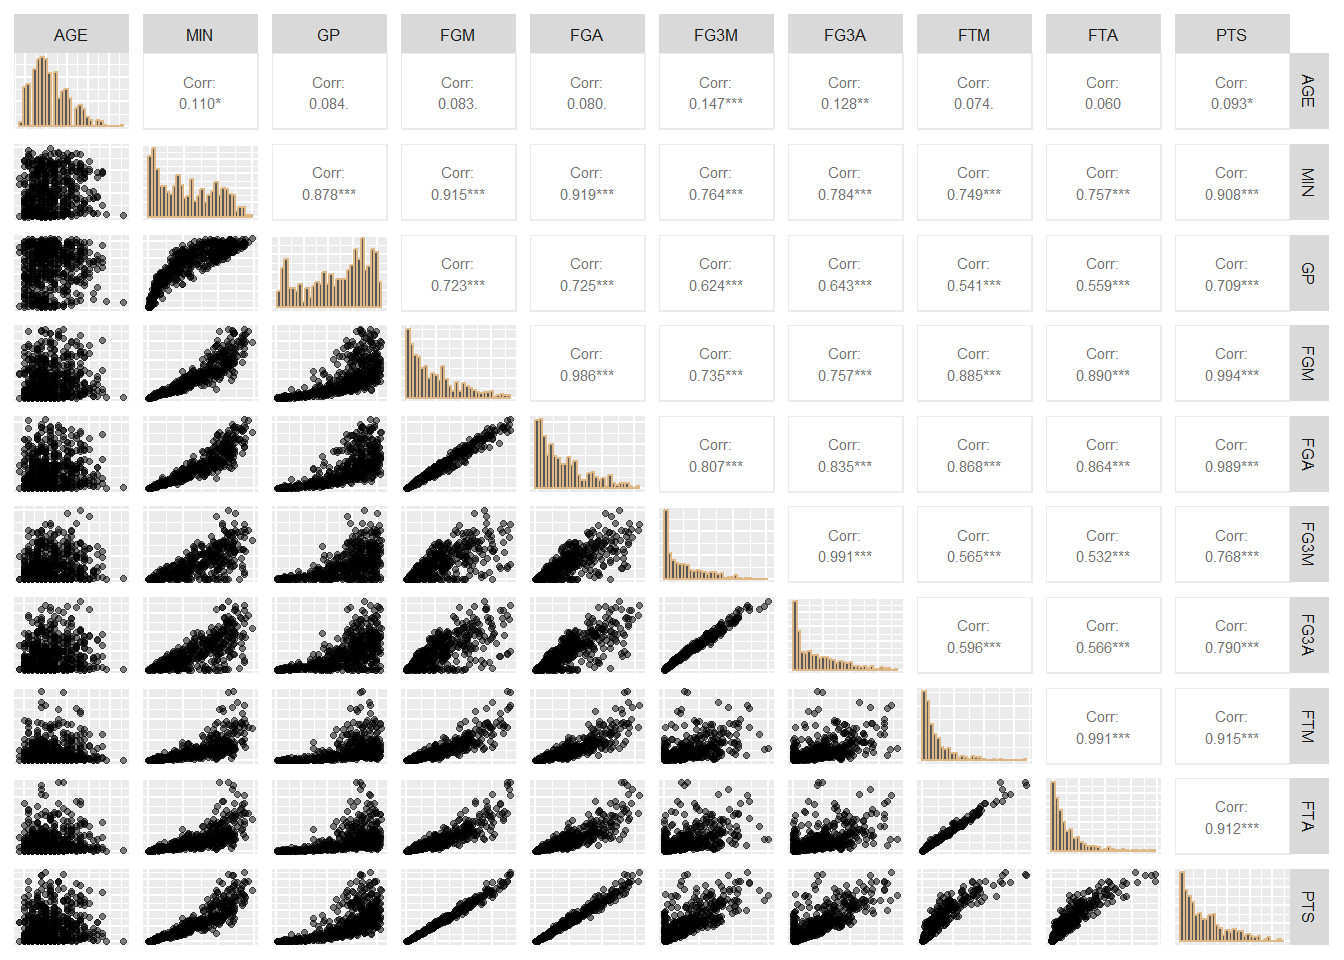 AGE MIN GP FGM FGA FG3M FG3A FTM FTA PTS
Corr: Corr: Corr: Corr: Corr: Corr: Corr: Corr: Corr:
0.110* 0.084. 0.083. 0.080. 0.147*** 0.128** 0.074. 0.060 0.093*
AGE
Corr: Corr: Corr: Corr: Corr: Corr: Corr: Corr:
0.878*** 0.915*** 0.919*** 0.764*** 0.784*** 0.749*** 0.757*** 0.908***
MIN
Corr: Corr: Corr: Corr: Corr: Corr: Corr:
0.723*** 0.725*** 0.624*** 0.643*** 0.541*** 0.559*** 0.709***
GP
Corr: Corr: Corr: Corr: Corr: Corr:
0.986*** 0.735*** 0.757*** 0.885*** 0.890*** 0.994***
FGM
Corr: Corr: Corr: Corr: Corr:
0.807*** 0.835*** 0.868*** 0.864*** 0.989***
FGA
Corr: Corr: Corr: Corr:
0.991*** 0.565*** 0.532*** 0.768***
FG3M
Corr: Corr: Corr:
0.596*** 0.566*** 0.790***
FG3A
Corr: Corr:
0.991*** 0.915***
FTM
Corr:
0.912***
FTA
PTS